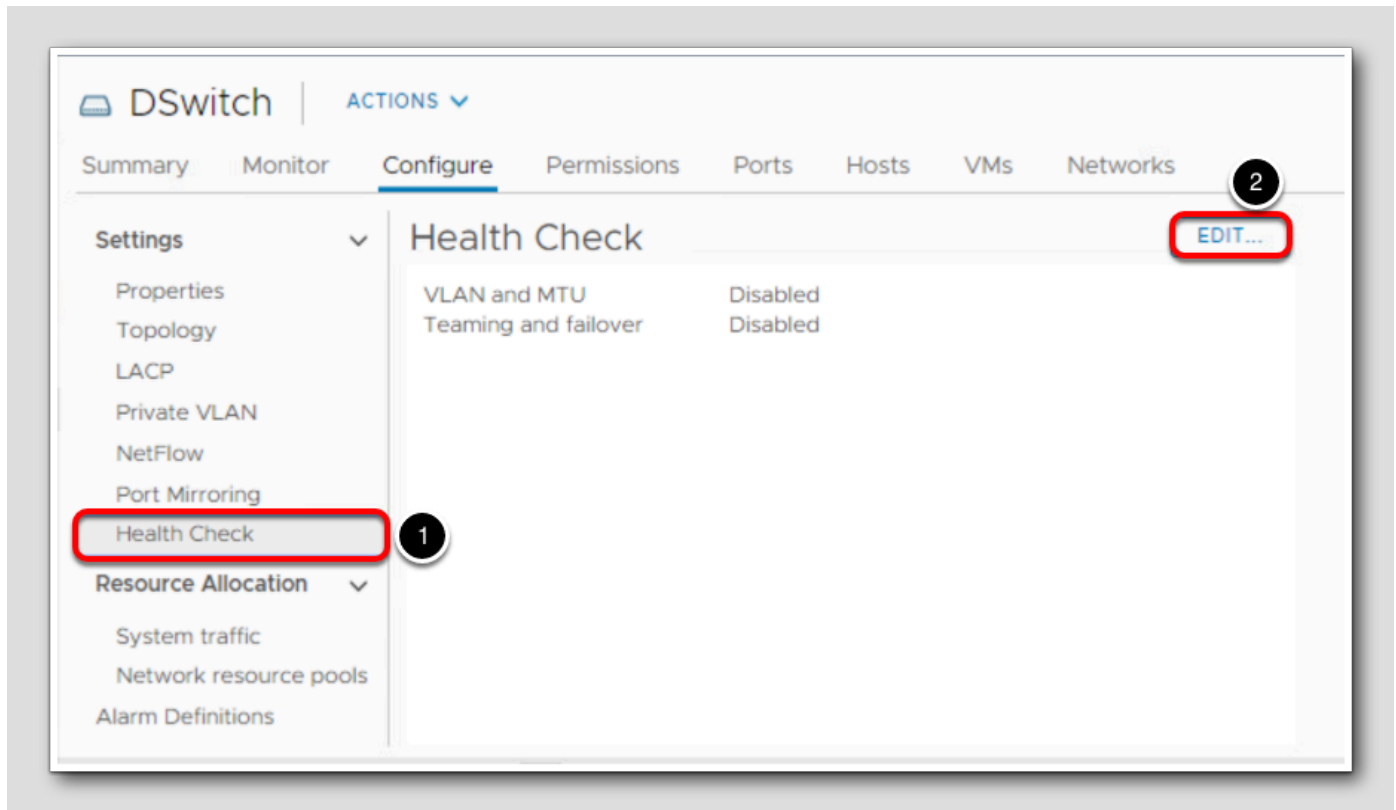 DSwitch ACTIONS
Summary Monitor Configure Permissions Ports Hosts VMs Networks
2
Settings
Properties
Topology
LACP
Private VLAN
NetFlow
Port Mirroring
Health Check
1
Resource Allocation
System traffic
Network resource pools
Alarm Definitions
Health Check EDIT...
VLAN and MTU Disabled
Teaming and failover Disabled